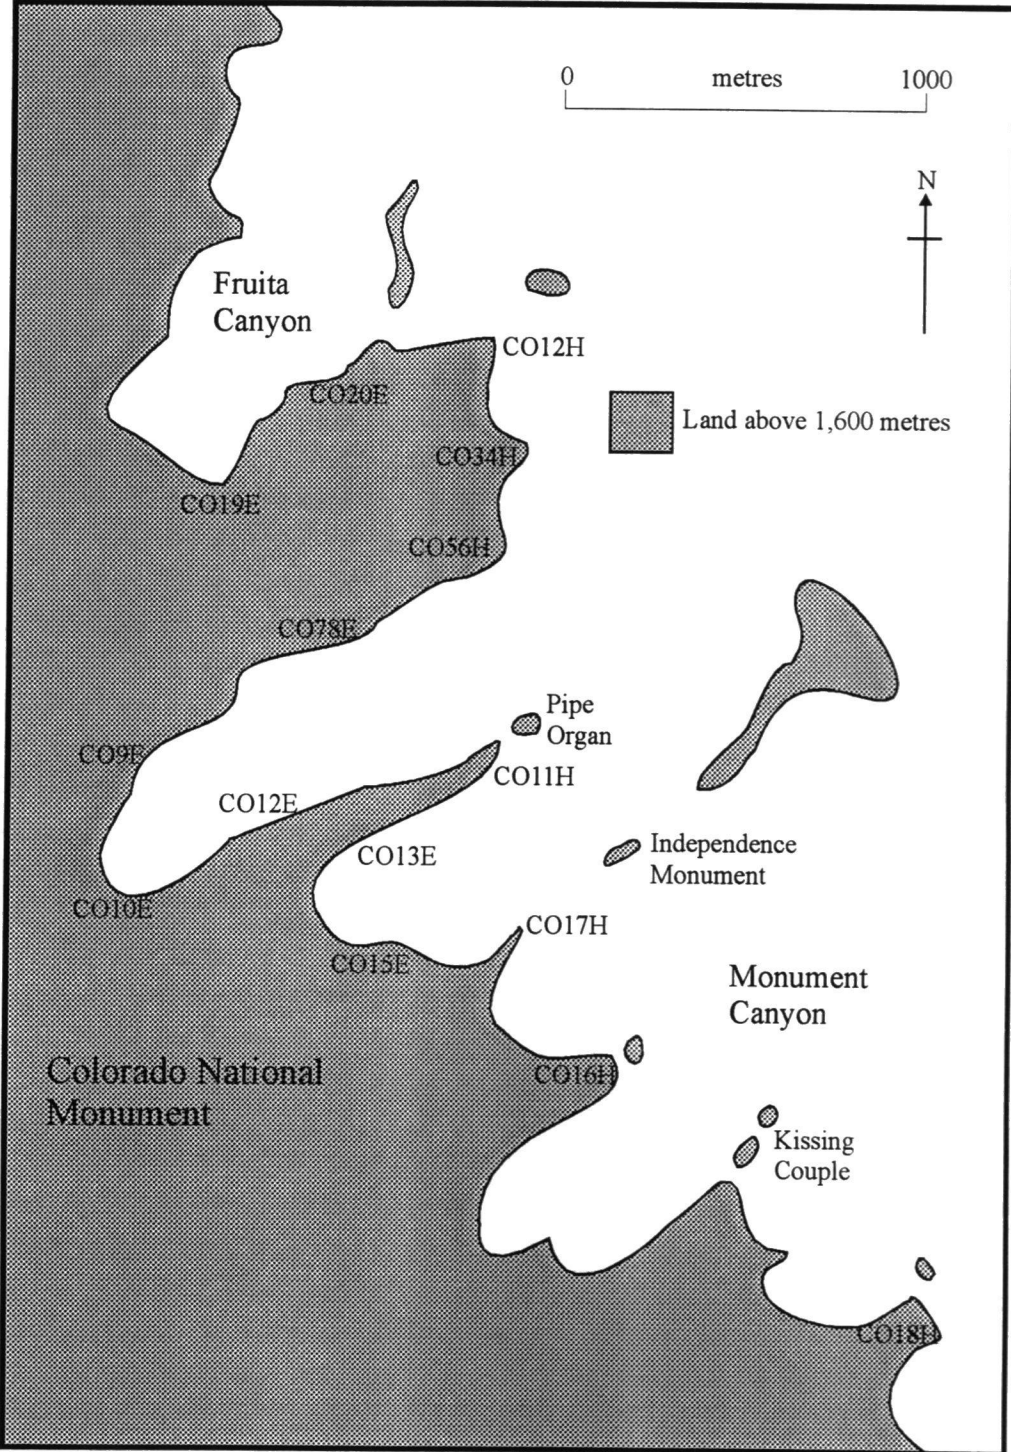 0 metres 1000
N
Fruita
Canyon
CO12H
CO20E
Land above 1,600 metres
CO34H
CO19E
CO56H
CO78E
Pipe
Organ
CO9E
CO11H
CO12E
Independence
Monument
CO13E
CO10E
CO17H
CO15E
Monument
Canyon
Colorado National
Monument
CO16H
Kissing
Couple
CO18H